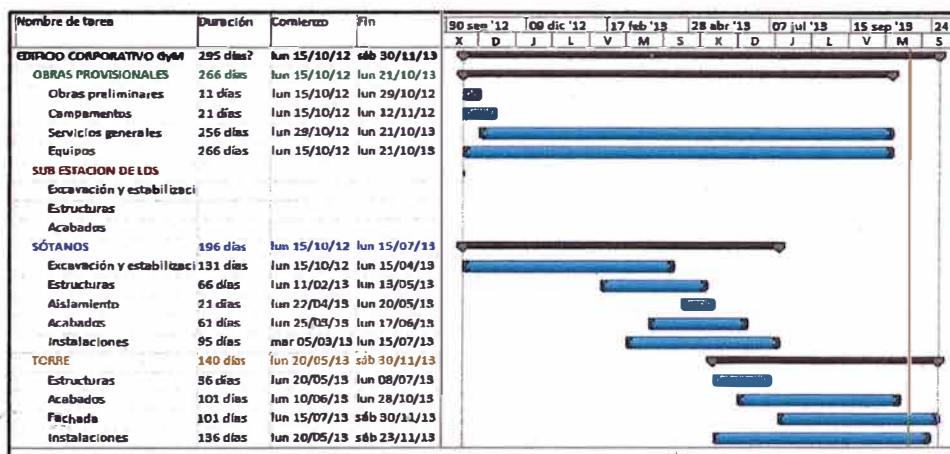 Nombre de tarea Duración Comienzo Fin 30 sep '12 09 dic '12 17 feb '13 28 abr '13 07 jul '13 15 sep '13 24
X D J L V M S X D J L V M S
EDIFICIO CORPORATIVO GyM 295 días? lun 15/10/12 sáb 30/11/13
OBRAS PROVISIONALES 266 días lun 15/10/12 lun 21/10/13
Obras preliminares 11 días lun 15/10/12 lun 29/10/12
Campamentos 21 días lun 15/10/12 lun 12/11/12
Servicios generales 256 días lun 29/10/12 lun 21/10/13
Equipos 266 días lun 15/10/12 lun 21/10/13
SUB ESTACION DE LDS
Excavación y estabilizaci
Estructuras
Acabados
SÓTANOS 196 días lun 15/10/12 lun 15/07/13
Excavación y estabilizaci 131 días lun 15/10/12 lun 15/04/13
Estructuras 66 días lun 11/02/13 lun 13/05/13
Aislamiento 21 días lun 22/04/13 lun 20/05/13
Acabados 61 días lun 25/03/13 lun 17/06/13
Instalaciones 95 días mar 05/03/13 lun 15/07/13
TORRE 140 días lun 20/05/13 sáb 30/11/13
Estructuras 36 días lun 20/05/13 lun 08/07/13
Acabados 101 días lun 10/06/13 lun 28/10/13
Fachada 101 días lun 15/07/13 sáb 30/11/13
Instalaciones 136 días lun 20/05/13 sáb 23/11/13